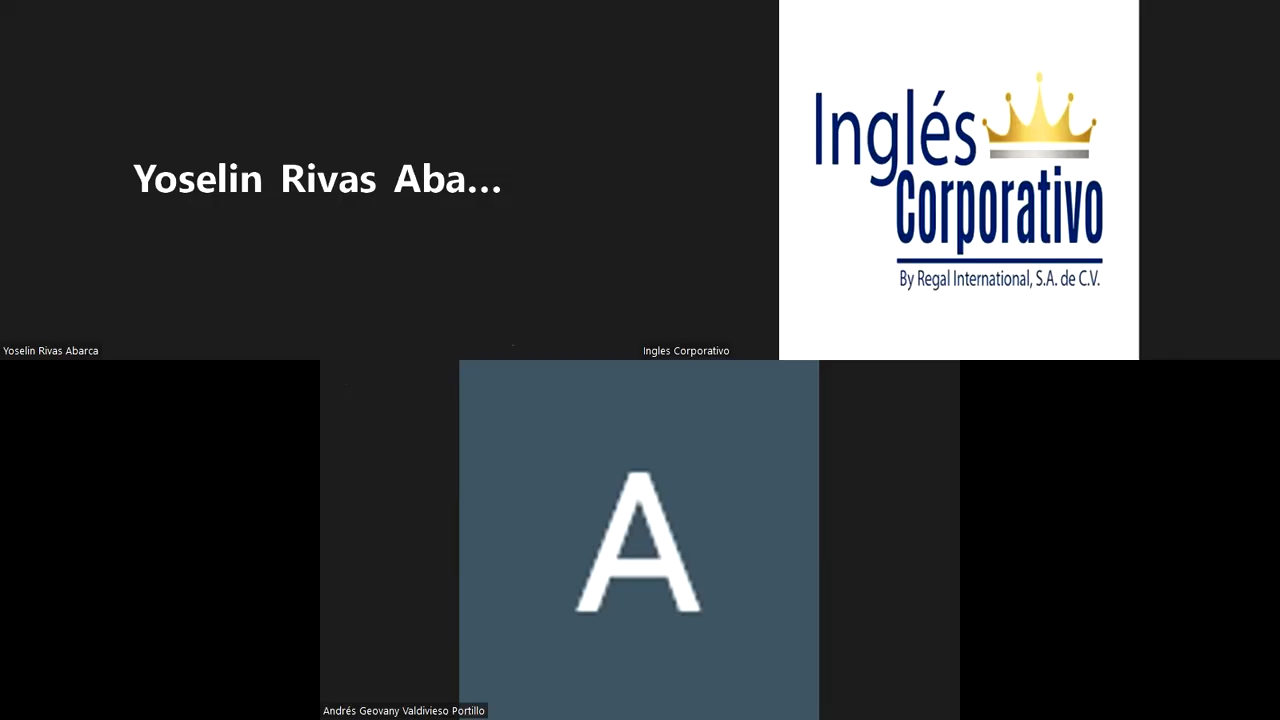 Yoselin Rivas Aba...
Yoselin Rivas Abarca
Inglés
Corporativo
By Regal International, S.A. de C.V.
Ingles Corporativo
A
Andrés Geovany Valdivieso Portillo